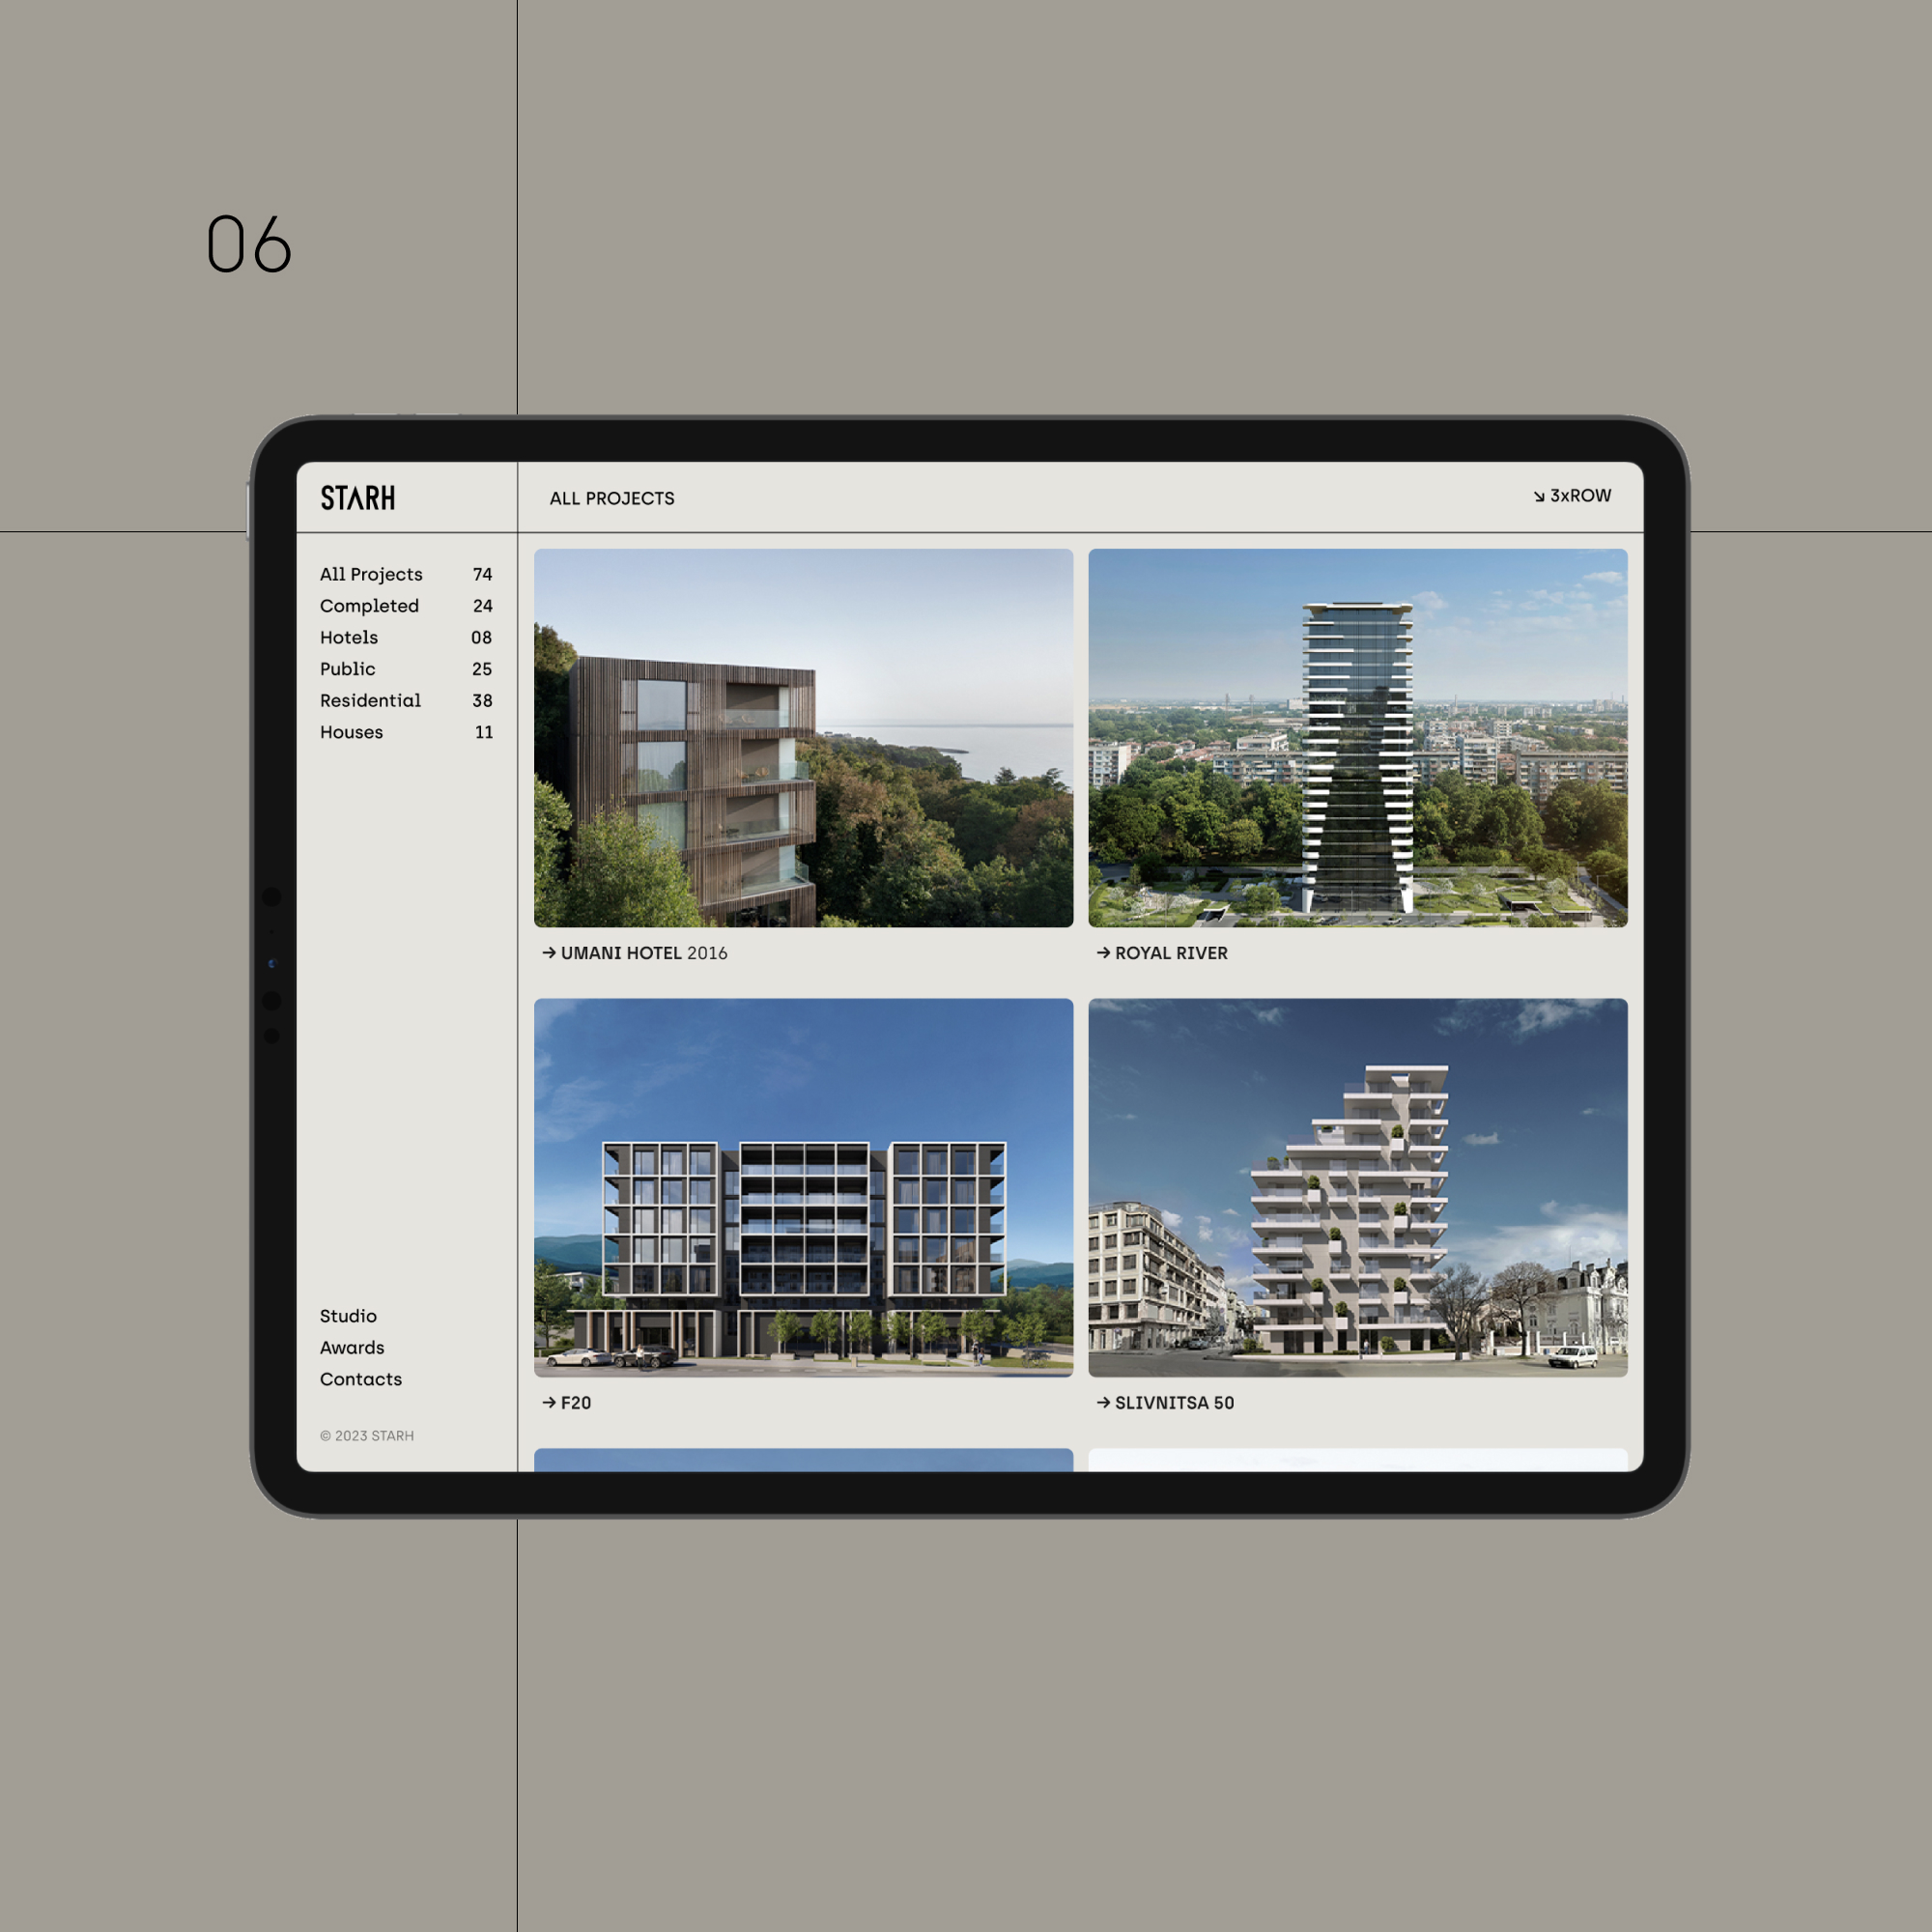 06
STARH
ALL PROJECTS
↘ 3xROW
All Projects 74
Completed 24
Hotels 08
Public 25
Residential 38
Houses 11
→ UMANI HOTEL 2016
→ ROYAL RIVER
→ F20
→ SLIVNITSA 50
Studio
Awards
Contacts
© 2023 STARH